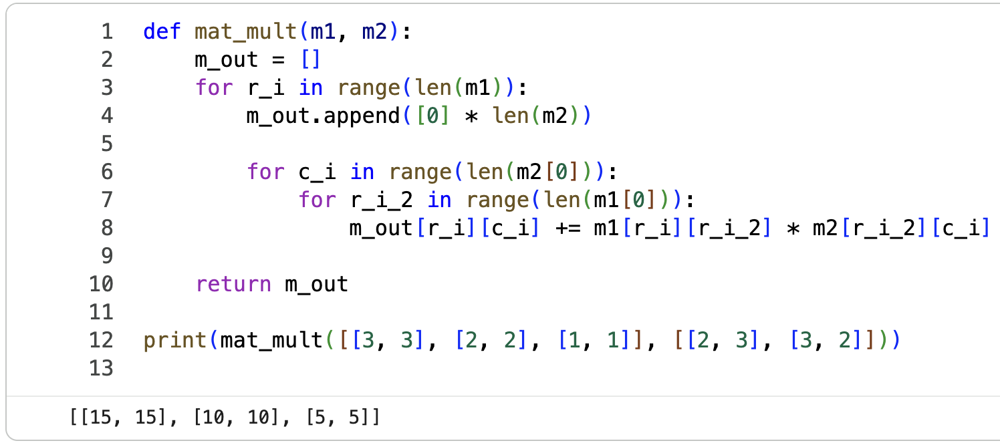 1 def mat_mult(m1, m2):
2     m_out = []
3     for r_i in range(len(m1)):
4         m_out.append([0] * len(m2))
5
6         for c_i in range(len(m2[0])):
7             for r_i_2 in range(len(m1[0])):
8                 m_out[r_i][c_i] += m1[r_i][r_i_2] * m2[r_i_2][c_i]
9
10     return m_out
11
12 print(mat_mult([[3, 3], [2, 2], [1, 1]], [[2, 3], [3, 2]]))
13
[[15, 15], [10, 10], [5, 5]]